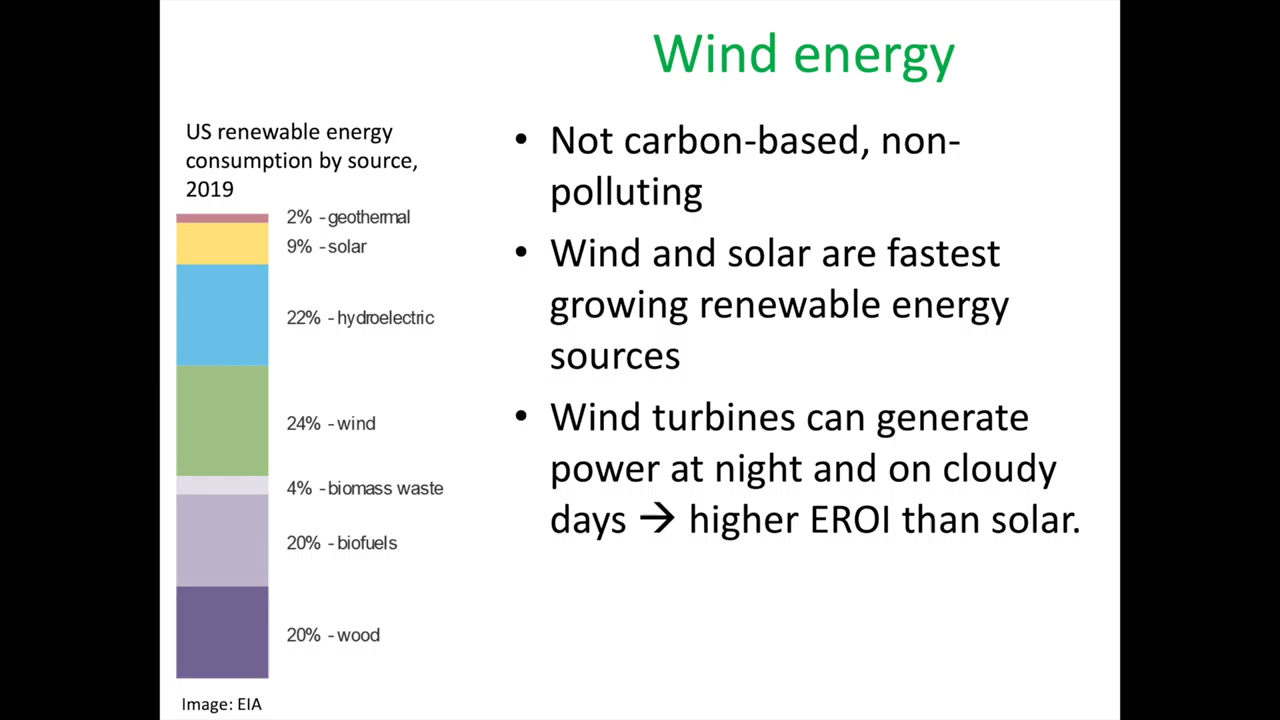 Wind energy
US renewable energy
consumption by source,
2019
2% - geothermal
9% - solar
22% - hydroelectric
24% - wind
4% - biomass waste
20% - biofuels
20% - wood
Image: EIA
• Not carbon-based, non-
polluting
• Wind and solar are fastest
growing renewable energy
sources
• Wind turbines can generate
power at night and on cloudy
days → higher EROI than solar.